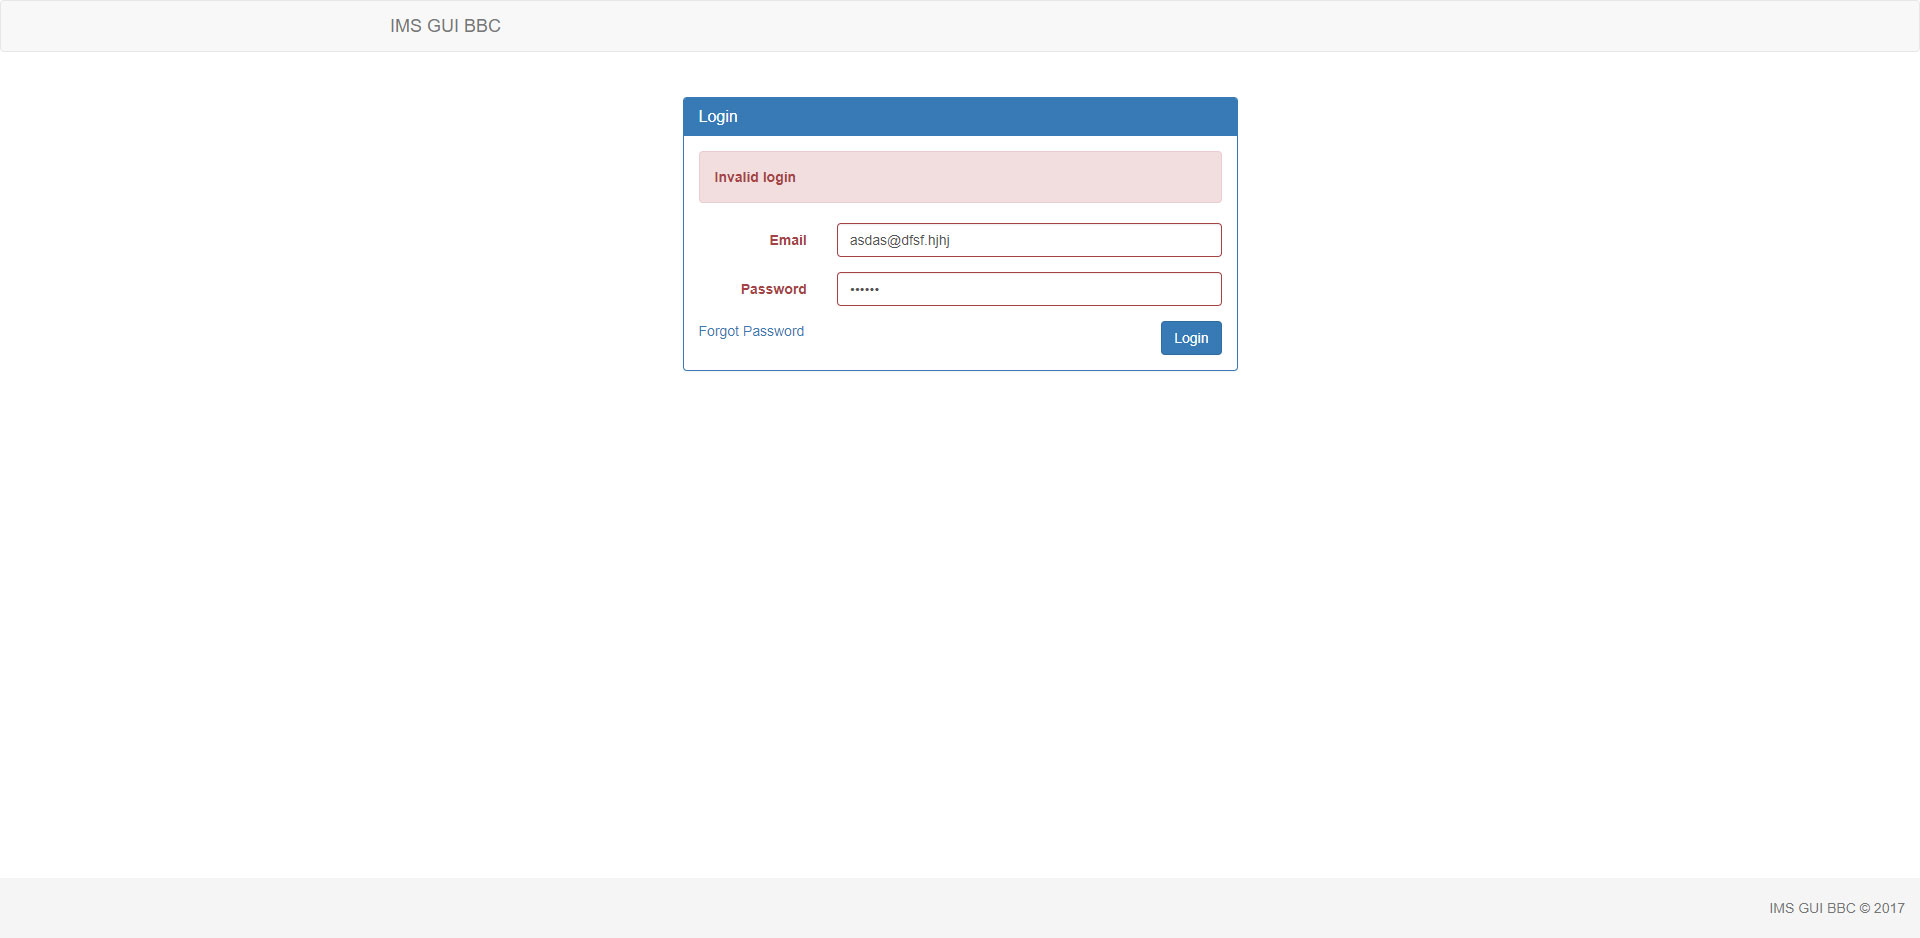 IMS GUI BBC
Login
Invalid login
Email
asdas@dfsf.hjhj
Password
••••••
Forgot Password
Login
IMS GUI BBC © 2017